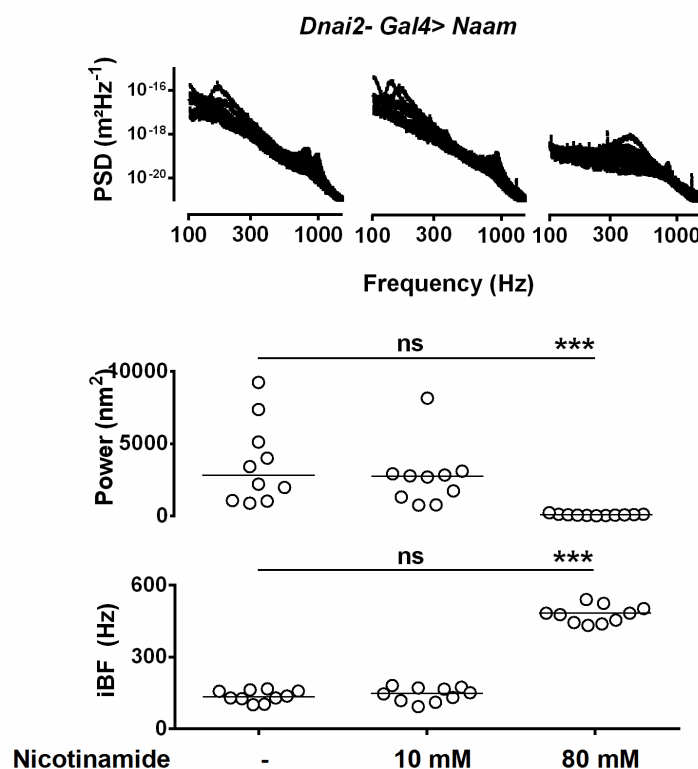 Dnai2- Gal4> Naam
PSD (m²Hz⁻¹)
10⁻¹⁶
10⁻¹⁸
10⁻²⁰
100 300 1000 100 300 1000 100 300 1000
Frequency (Hz)
ns ***
Power (nm²)
10000
5000
0
ns ***
iBF (Hz)
600
300
0
Nicotinamide - 10 mM 80 mM